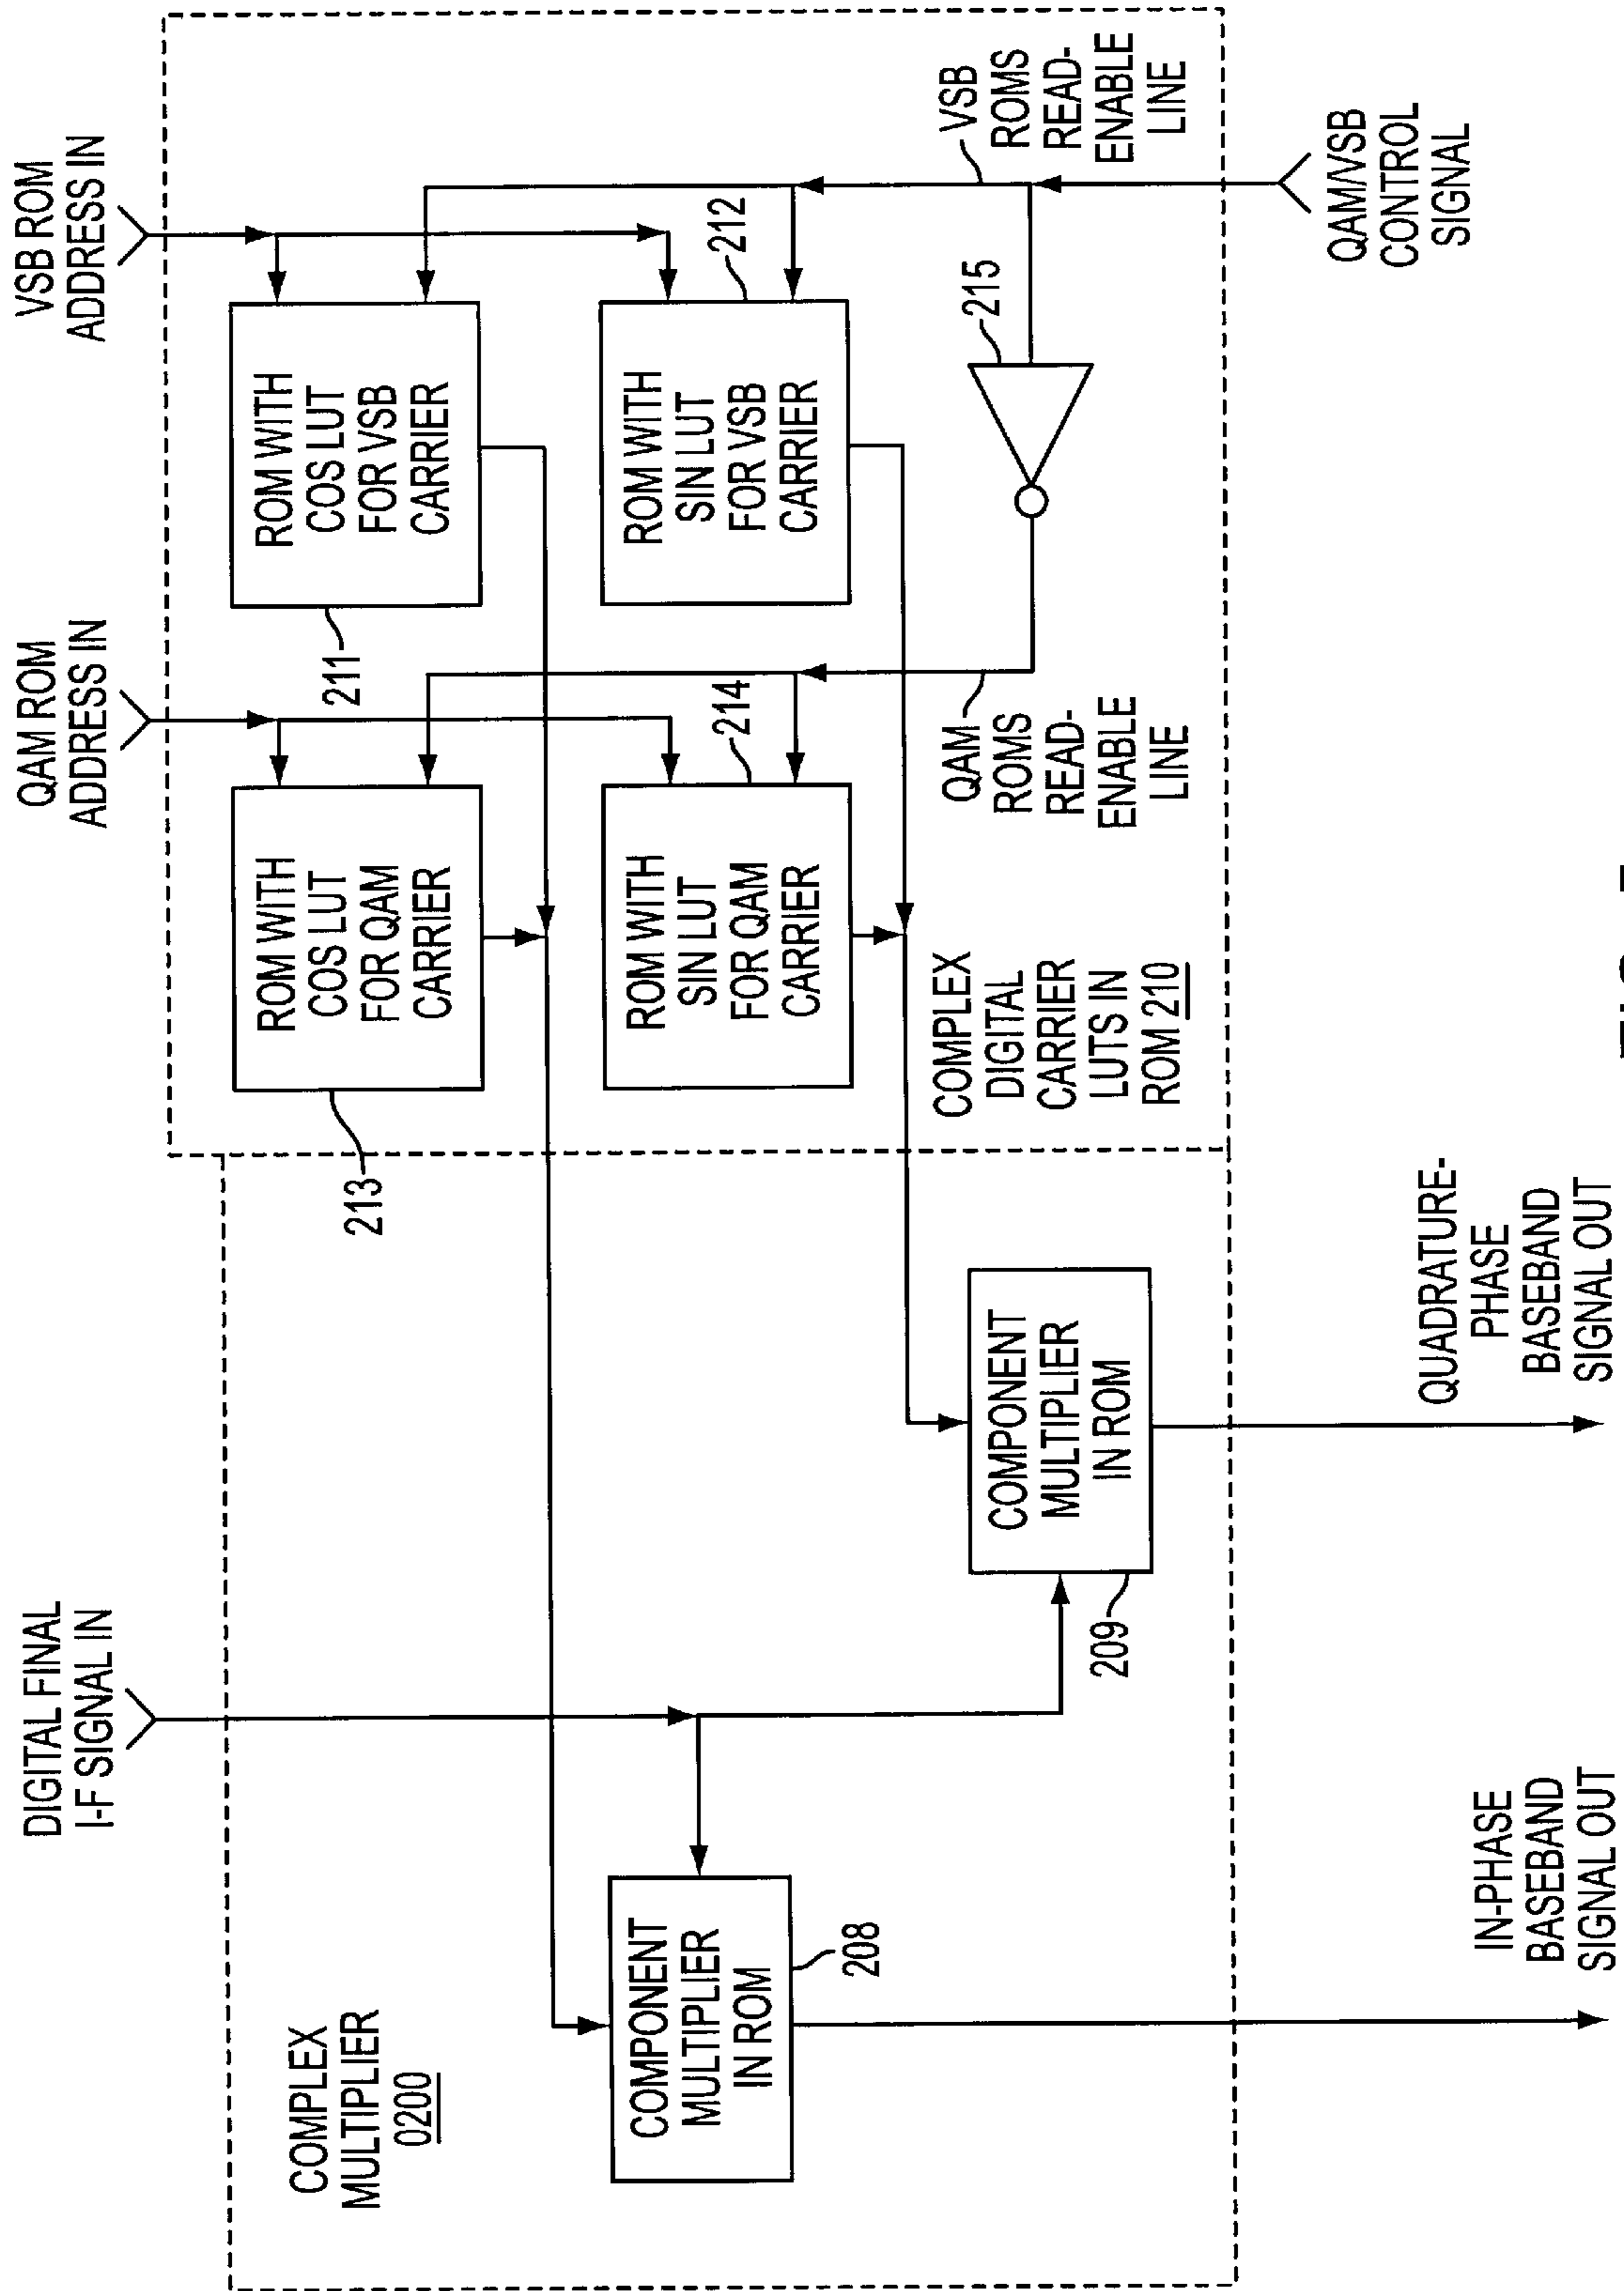 DIGITAL FINAL
I-F SIGNAL IN
QAM ROM
ADDRESS IN
VSB ROM
ADDRESS IN
COMPLEX
MULTIPLIER
0200
213
ROM WITH
COS LUT
FOR QAM
CARRIER
211
ROM WITH
COS LUT
FOR VSB
CARRIER
214
ROM WITH
SIN LUT
FOR QAM
CARRIER
212
ROM WITH
SIN LUT
FOR VSB
CARRIER
COMPONENT
MULTIPLIER
IN ROM
208
209
COMPONENT
MULTIPLIER
IN ROM
COMPLEX
DIGITAL
CARRIER
LUTS IN
ROM 210
QAM
ROMS
READ-
ENABLE
LINE
215
VSB
ROMS
READ-
ENABLE
LINE
IN-PHASE
BASEBAND
SIGNAL OUT
QUADRATURE-
PHASE
BASEBAND
SIGNAL OUT
QAM/VSB
CONTROL
SIGNAL